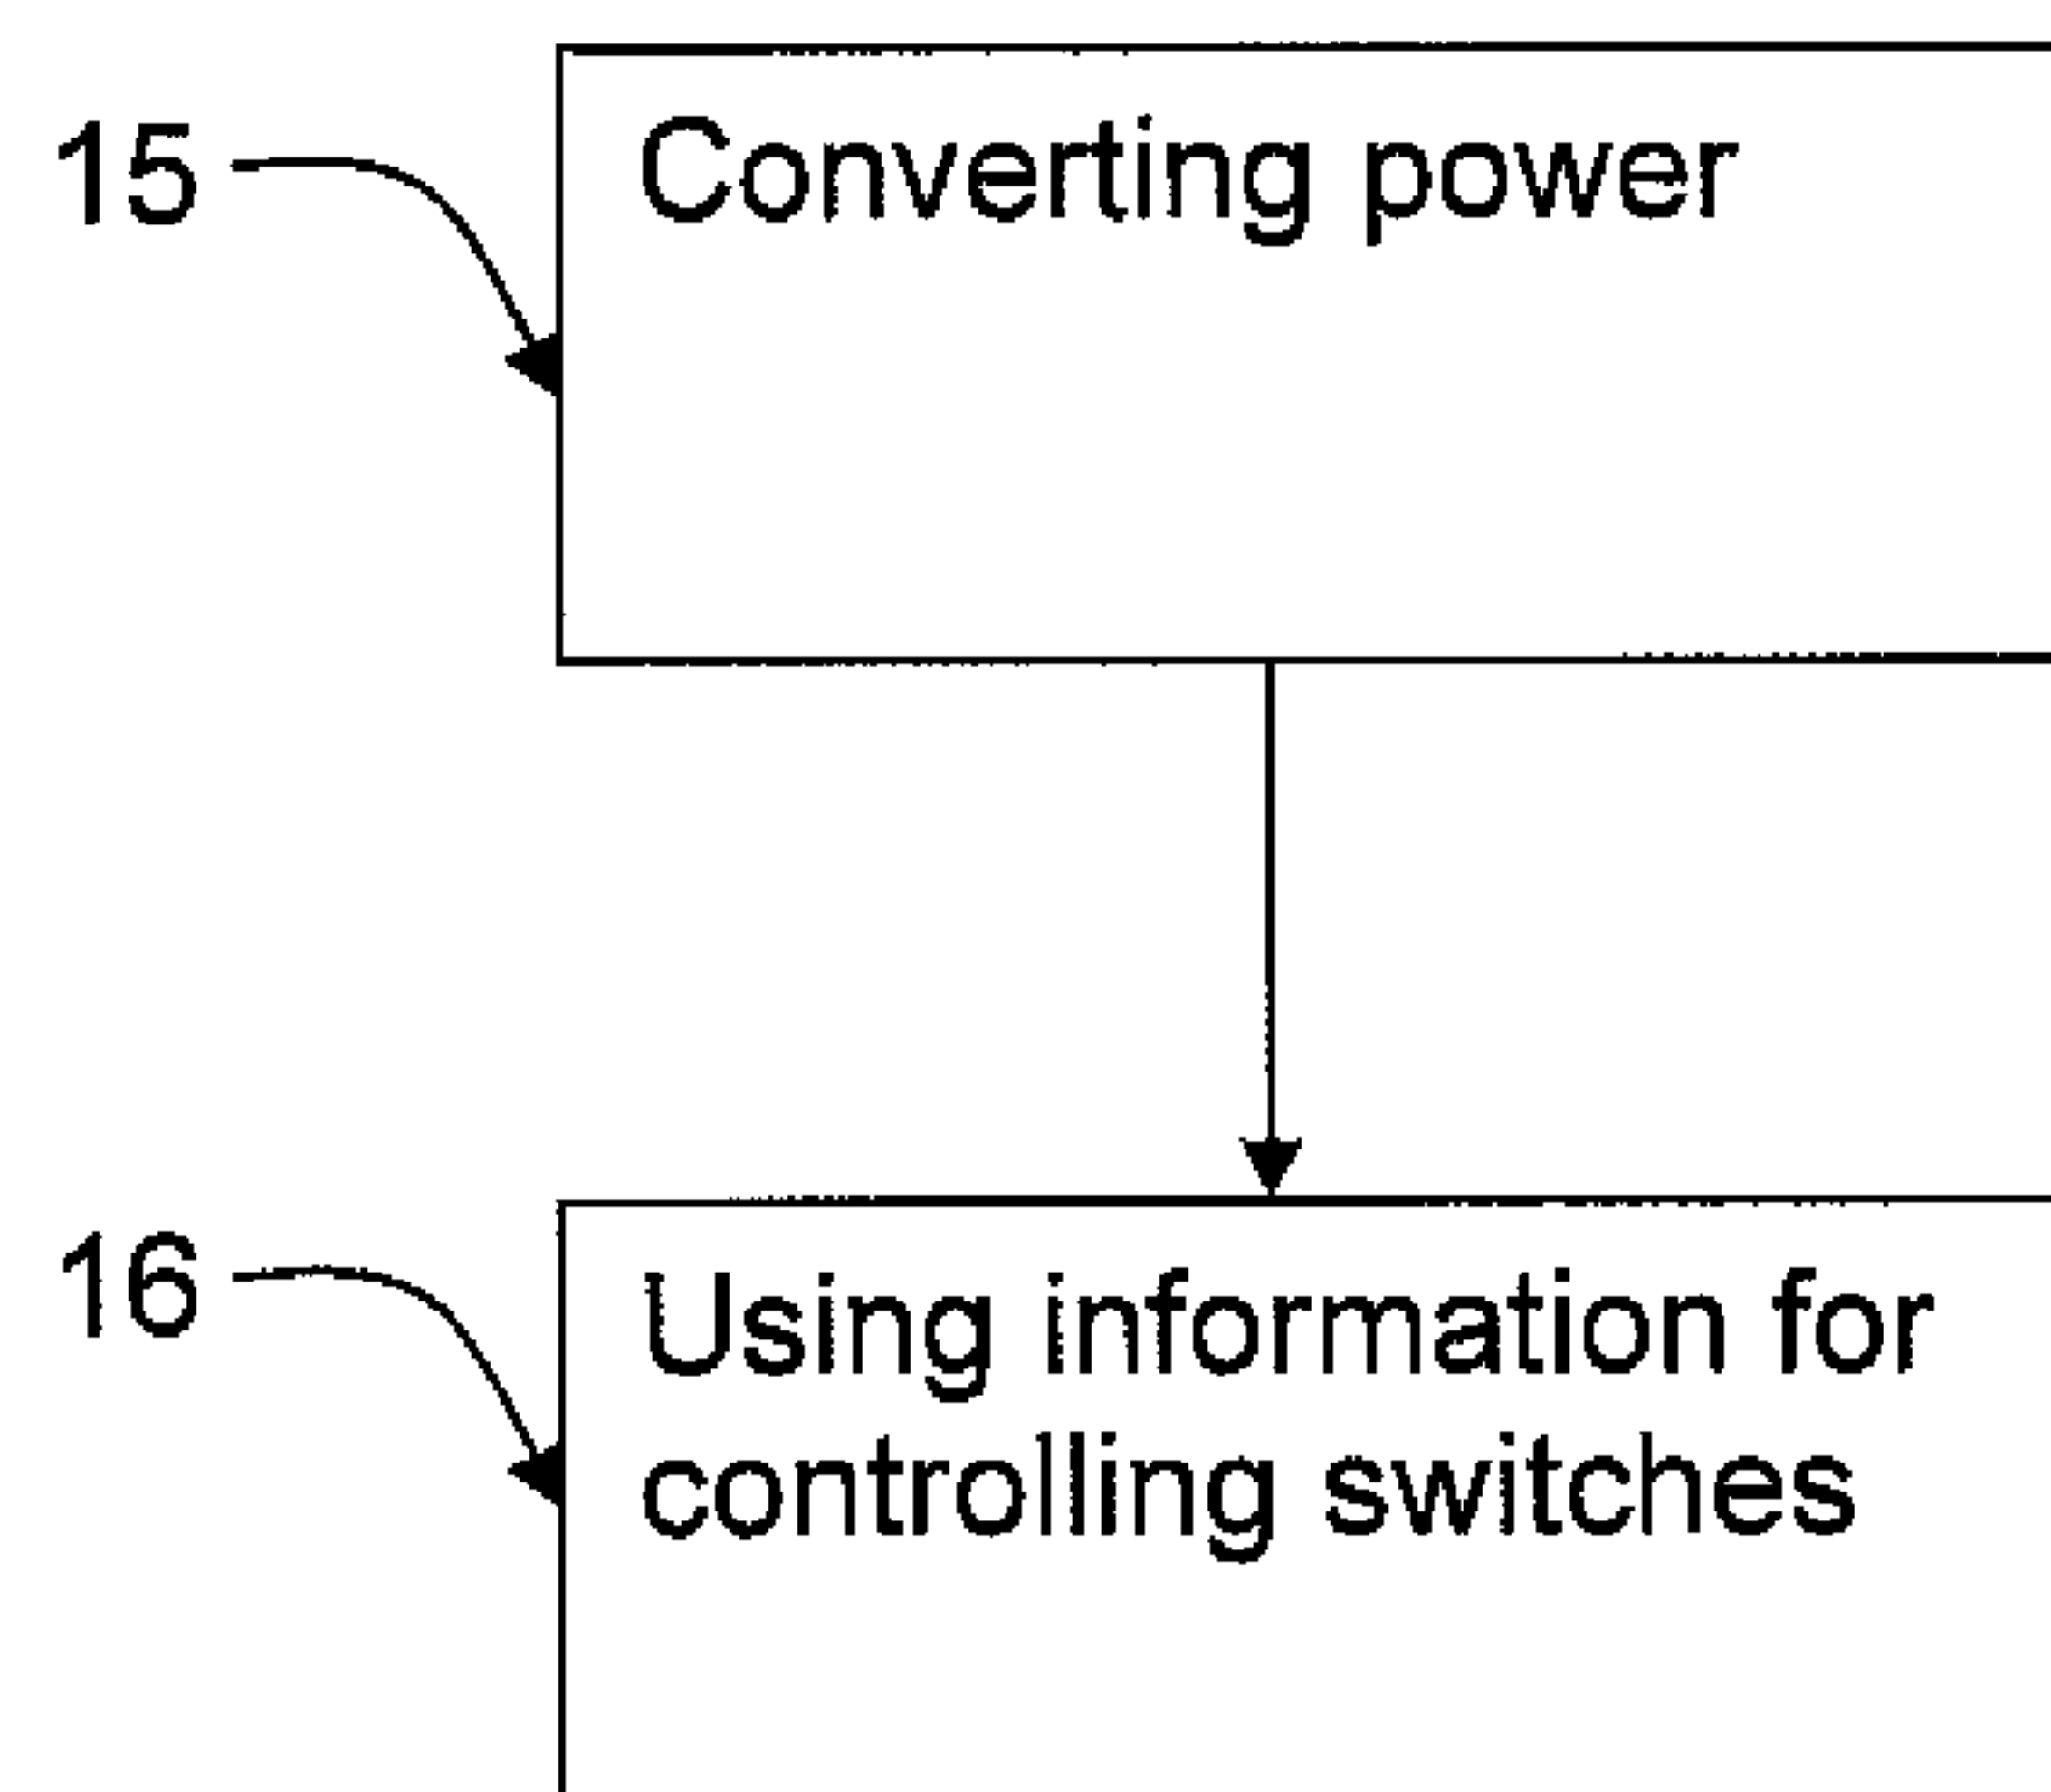 15
Converting power
16
Using information for
controlling switches